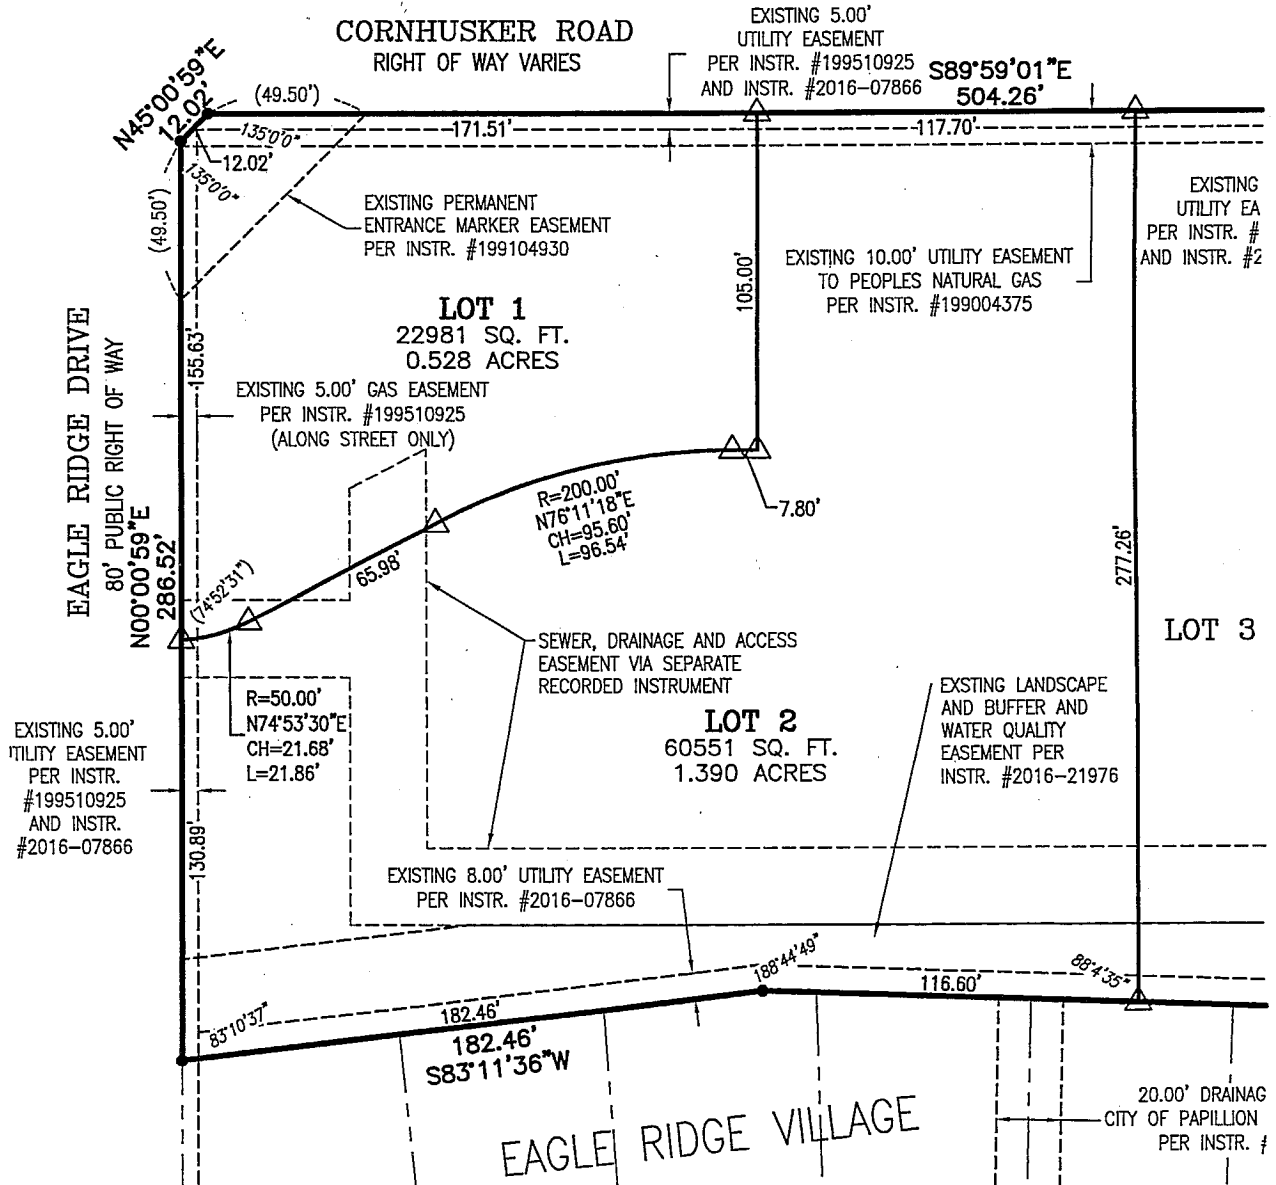 CORNHUSKER ROAD
RIGHT OF WAY VARIES
EXISTING 5.00'
UTILITY EASEMENT
PER INSTR. #199510925
AND INSTR. #2016-07866
S89°59'01"E
504.26'
N45°00'59"E
12.02'
(49.50')
135°0'0"
12.02'
135°0'0"
(49.50')
171.51'
117.70'
EXISTING PERMANENT
ENTRANCE MARKER EASEMENT
PER INSTR. #199104930
EXISTING
UTILITY EA
PER INSTR. #
AND INSTR. #2
EXISTING 10.00' UTILITY EASEMENT
TO PEOPLES NATURAL GAS
PER INSTR. #199004375
105.00'
LOT 1
22981 SQ. FT.
0.528 ACRES
155.63'
EXISTING 5.00' GAS EASEMENT
PER INSTR. #199510925
(ALONG STREET ONLY)
EAGLE RIDGE DRIVE
80' PUBLIC RIGHT OF WAY
N00°00'59"E
286.52'
(74°52'31")
65.98'
R=200.00'
N76°11'18"E
CH=95.60'
L=96.54'
7.80'
277.26'
LOT 3
SEWER, DRAINAGE AND ACCESS
EASEMENT VIA SEPARATE
RECORDED INSTRUMENT
R=50.00'
N74°53'30"E
CH=21.68'
L=21.86'
LOT 2
60551 SQ. FT.
1.390 ACRES
EXSTING LANDSCAPE
AND BUFFER AND
WATER QUALITY
EASEMENT PER
INSTR. #2016-21976
EXISTING 5.00'
TILITY EASEMENT
PER INSTR.
#199510925
AND INSTR.
#2016-07866
130.89'
EXISTING 8.00' UTILITY EASEMENT
PER INSTR. #2016-07866
188°44'49"
88°4'35"
116.60'
83°10'37"
182.46'
182.46'
S83°11'36"W
EAGLE RIDGE VILLAGE
20.00' DRAINAG
CITY OF PAPILLION
PER INSTR. #